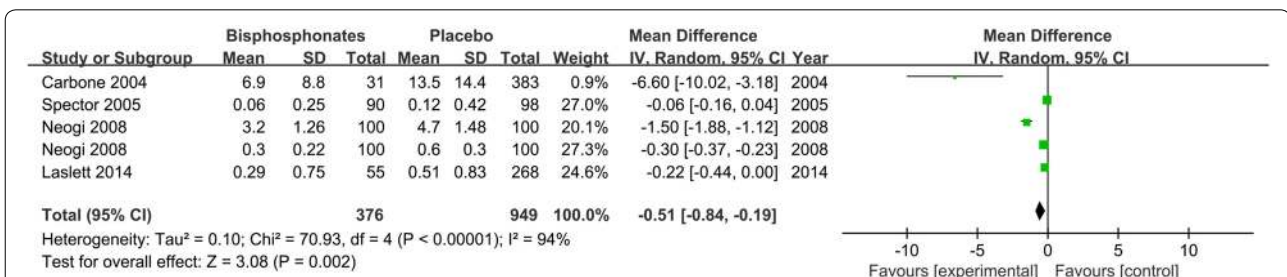 Bisphosphonates Placebo Mean Difference Mean Difference
Study or Subgroup Mean SD Total Mean SD Total Weight IV, Random, 95% CI Year IV, Random, 95% CI
Carbone 2004 6.9 8.8 31 13.5 14.4 383 0.9% -6.60 [-10.02, -3.18] 2004
Spector 2005 0.06 0.25 90 0.12 0.42 98 27.0% -0.06 [-0.16, 0.04] 2005
Neogi 2008 3.2 1.26 100 4.7 1.48 100 20.1% -1.50 [-1.88, -1.12] 2008
Neogi 2008 0.3 0.22 100 0.6 0.3 100 27.3% -0.30 [-0.37, -0.23] 2008
Laslett 2014 0.29 0.75 55 0.51 0.83 268 24.6% -0.22 [-0.44, 0.00] 2014
Total (95% CI) 376 949 100.0% -0.51 [-0.84, -0.19]
Heterogeneity: Tau² = 0.10; Chi² = 70.93, df = 4 (P < 0.00001); I² = 94%
Test for overall effect: Z = 3.08 (P = 0.002)
-10 -5 0 5 10
Favours [experimental] Favours [control]